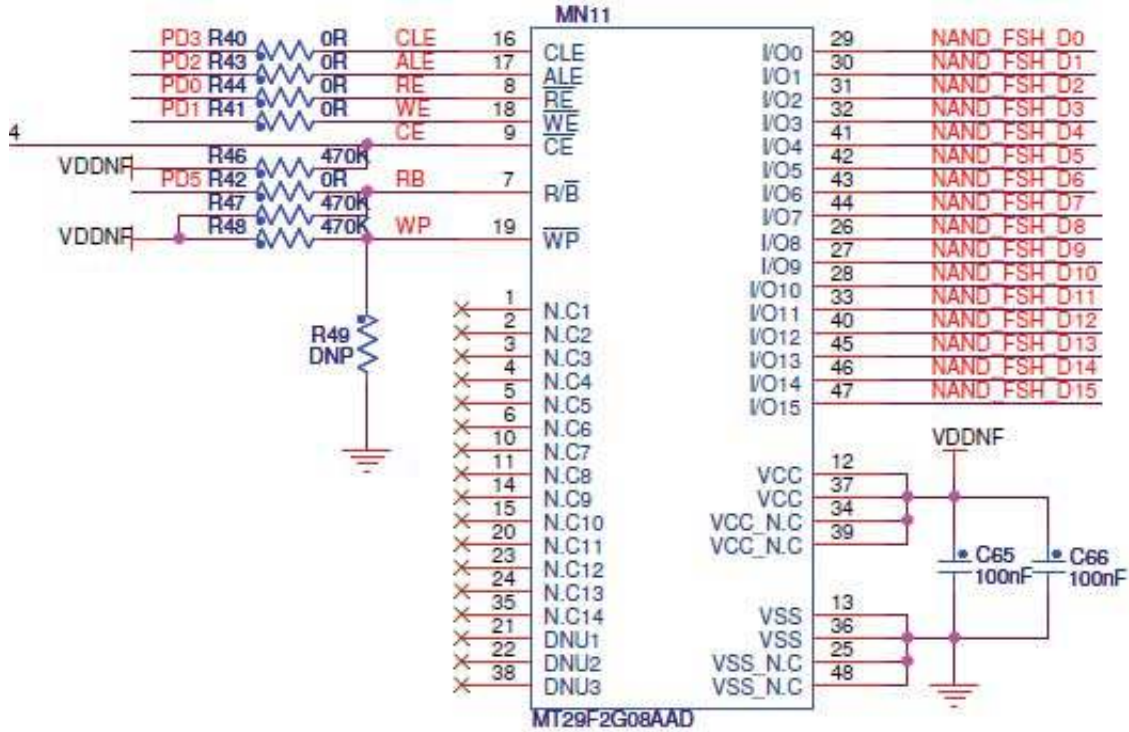 MN11
PD3 R40 0R CLE 16 CLE I/O0 29 NAND_FSH_D0
PD2 R43 0R ALE 17 ALE I/O1 30 NAND_FSH_D1
PD0 R44 0R RE 8 RE I/O2 31 NAND_FSH_D2
PD1 R41 0R WE 18 WE I/O3 32 NAND_FSH_D3
4 CE 9 CE I/O4 41 NAND_FSH_D4
VDDNF R46 470K I/O5 42 NAND_FSH_D5
PD5 R42 0R RB 7 R/B I/O6 43 NAND_FSH_D6
R47 470K I/O7 44 NAND_FSH_D7
VDDNF R48 470K WP 19 WP I/O8 26 NAND_FSH_D8
I/O9 27 NAND_FSH_D9
I/O10 28 NAND_FSH_D10
1 N.C1 I/O11 33 NAND_FSH_D11
R49 2 N.C2 I/O12 40 NAND_FSH_D12
DNP 3 N.C3 I/O13 45 NAND_FSH_D13
4 N.C4 I/O14 46 NAND_FSH_D14
5 N.C5 I/O15 47 NAND_FSH_D15
6 N.C6
10 N.C7 VDDNF
11 N.C8 VCC 12
14 N.C9 VCC 37
15 N.C10 VCC_N.C 34
20 N.C11 VCC_N.C 39
23 N.C12 C65 C66
24 N.C13 100nF 100nF
35 N.C14 VSS 13
21 DNU1 VSS 36
22 DNU2 VSS_N.C 25
38 DNU3 VSS_N.C 48
MT29F2G08AAD